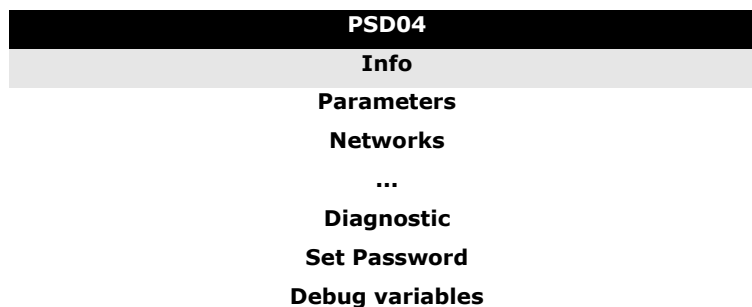 PSD04
Info
Parameters
Networks
...
Diagnostic
Set Password
Debug variables